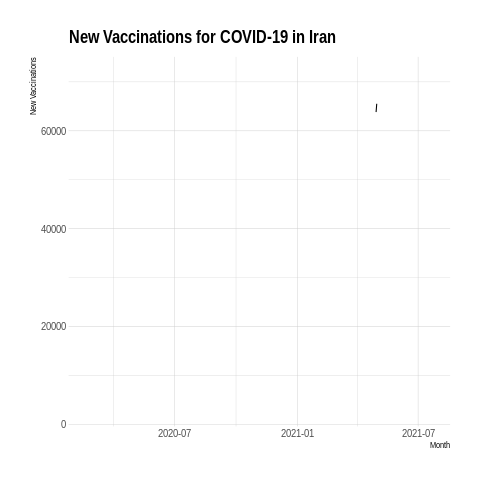 New Vaccinations for COVID-19 in Iran
New Vaccinations
60000
40000
20000
0
2020-07 2021-01 2021-07
Month